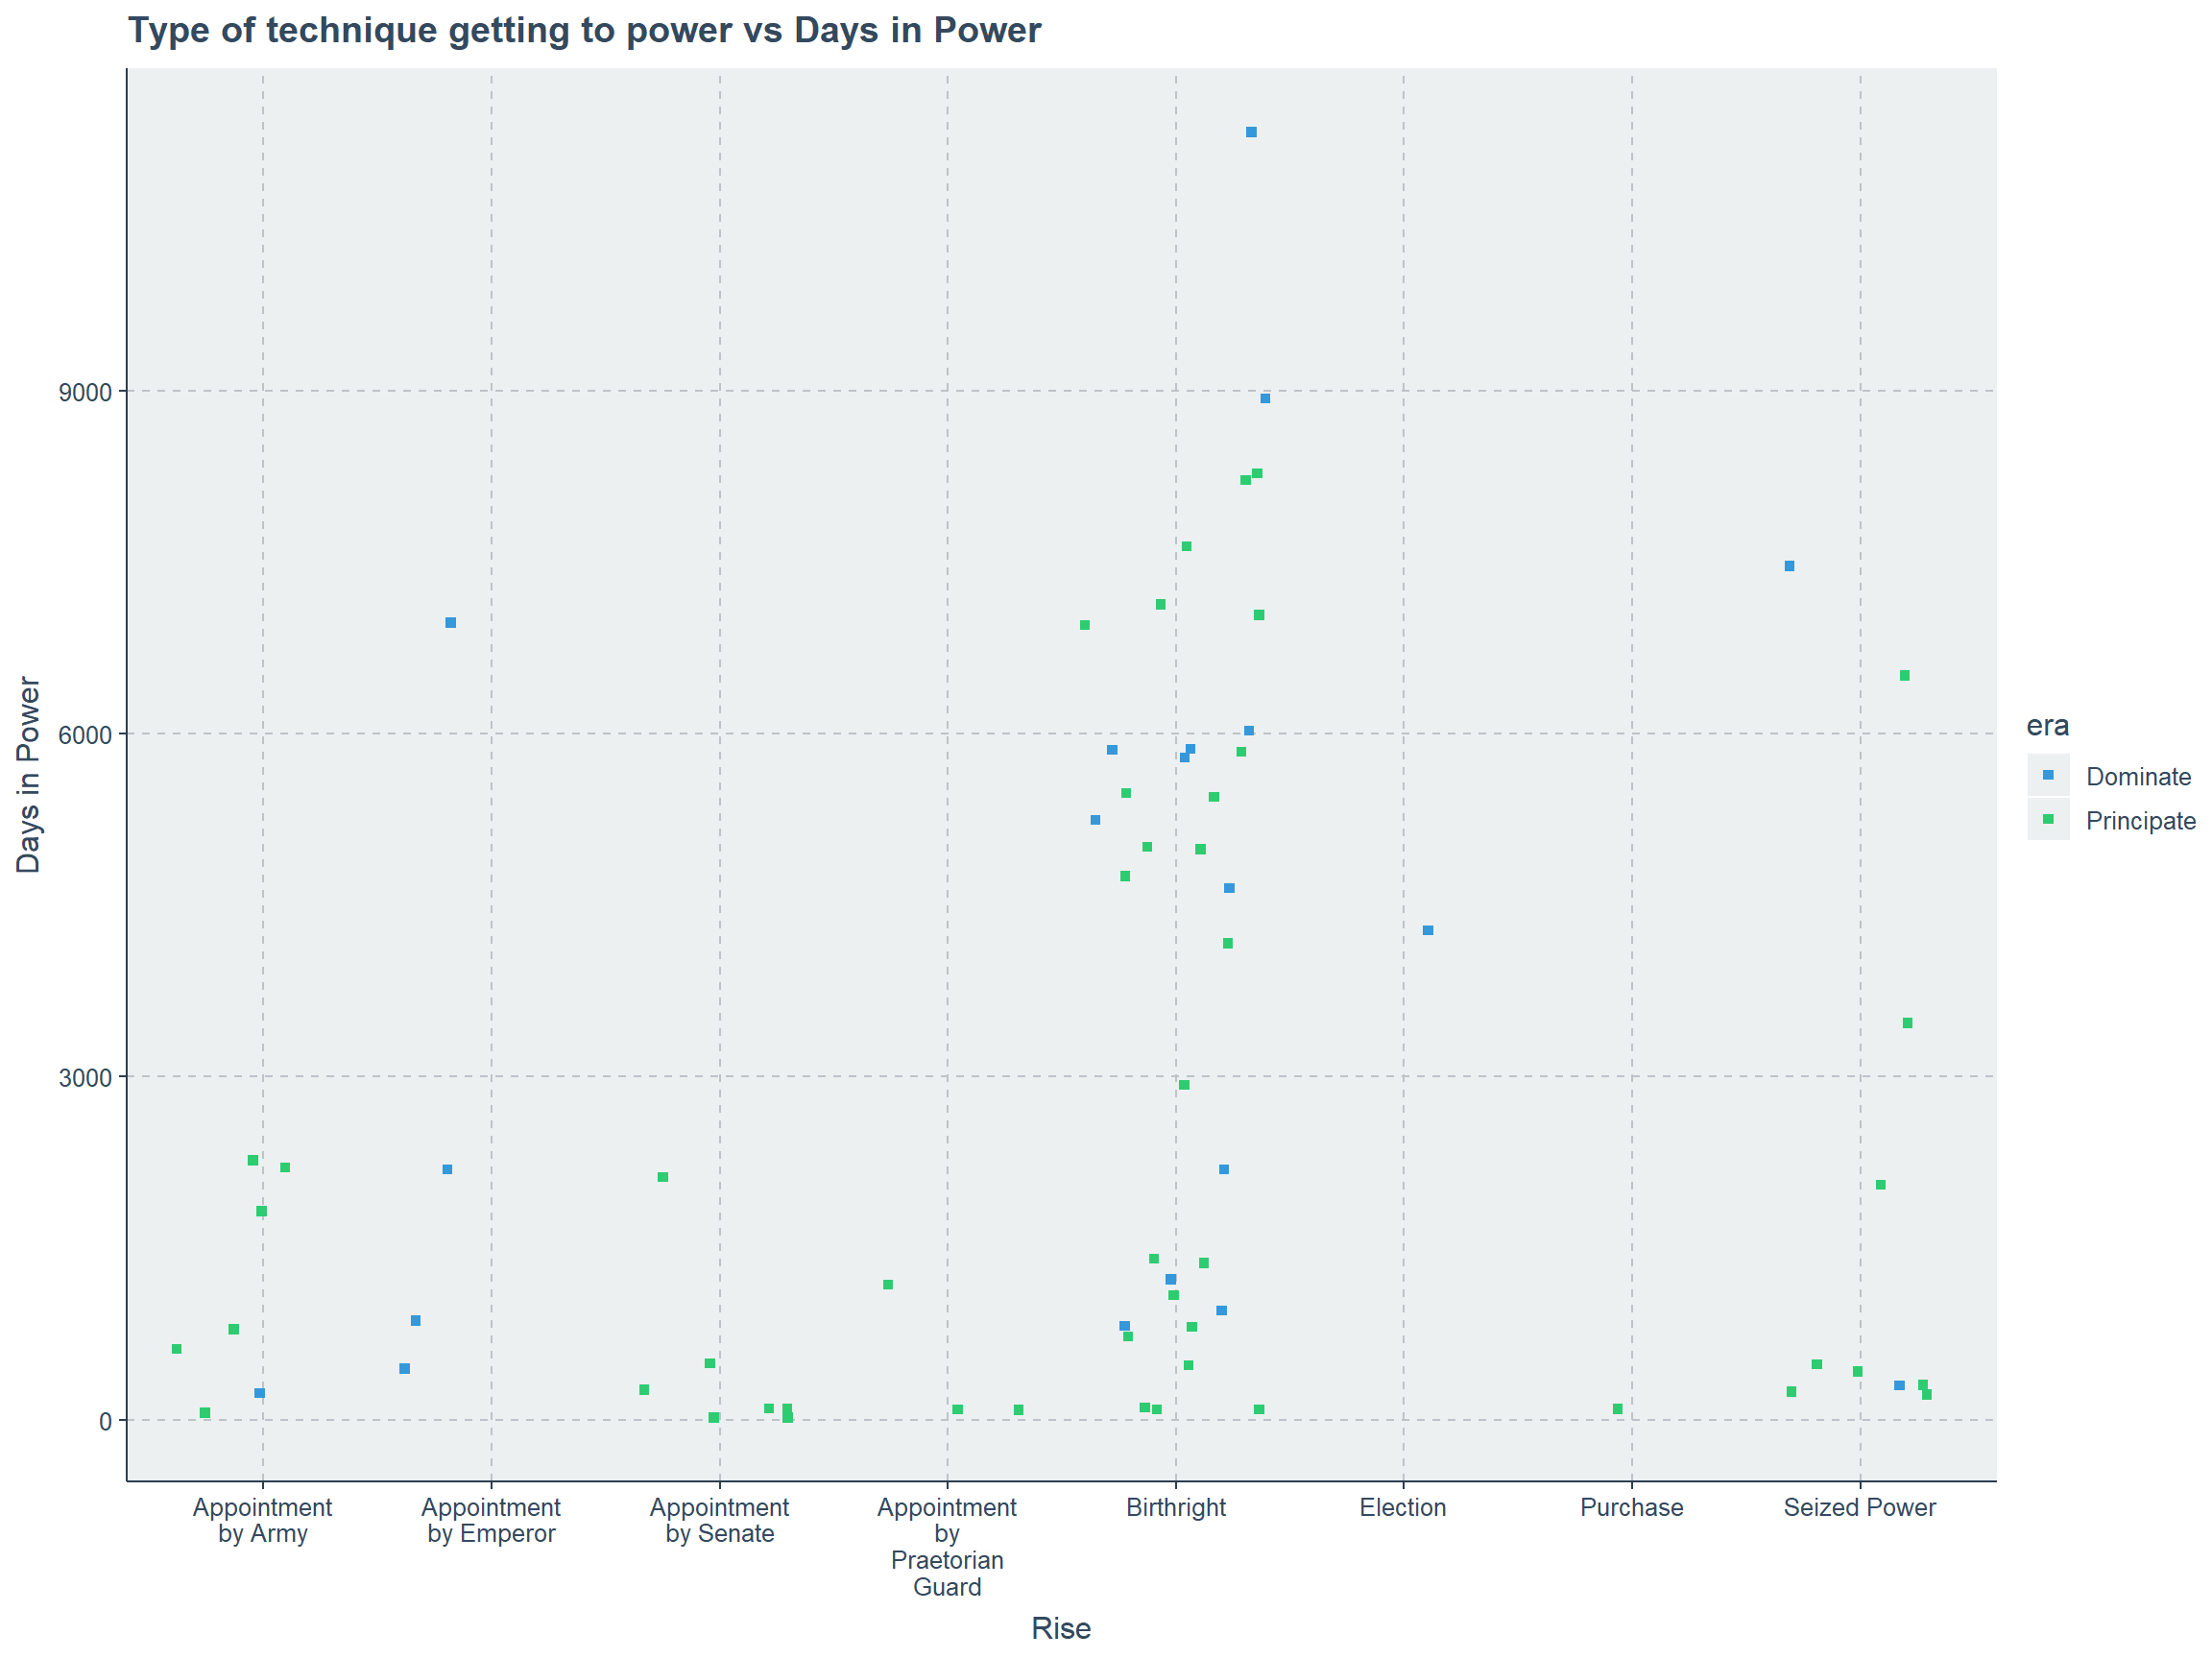 Type of technique getting to power vs Days in Power
Days in Power
9000
6000
3000
0
Appointment
by Army
Appointment
by Emperor
Appointment
by Senate
Appointment
by
Praetorian
Guard
Birthright
Election
Purchase
Seized Power
Rise
era
Dominate
Principate